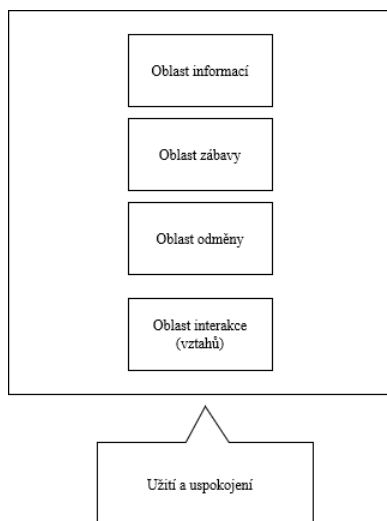 Oblast informací
Oblast zábavy
Oblast odměny
Oblast interakce
(vztahů)
Užití a uspokojení